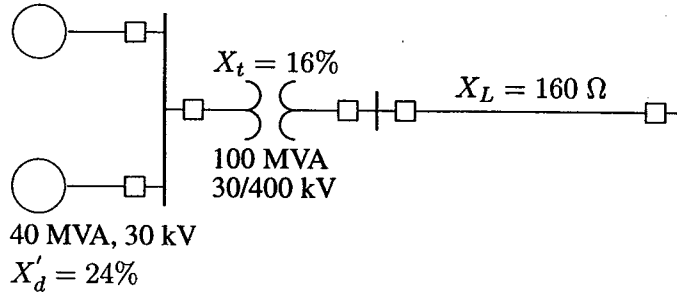 X_t = 16%
X_L = 160 Ω
100 MVA
30/400 kV
40 MVA, 30 kV
X'_d = 24%